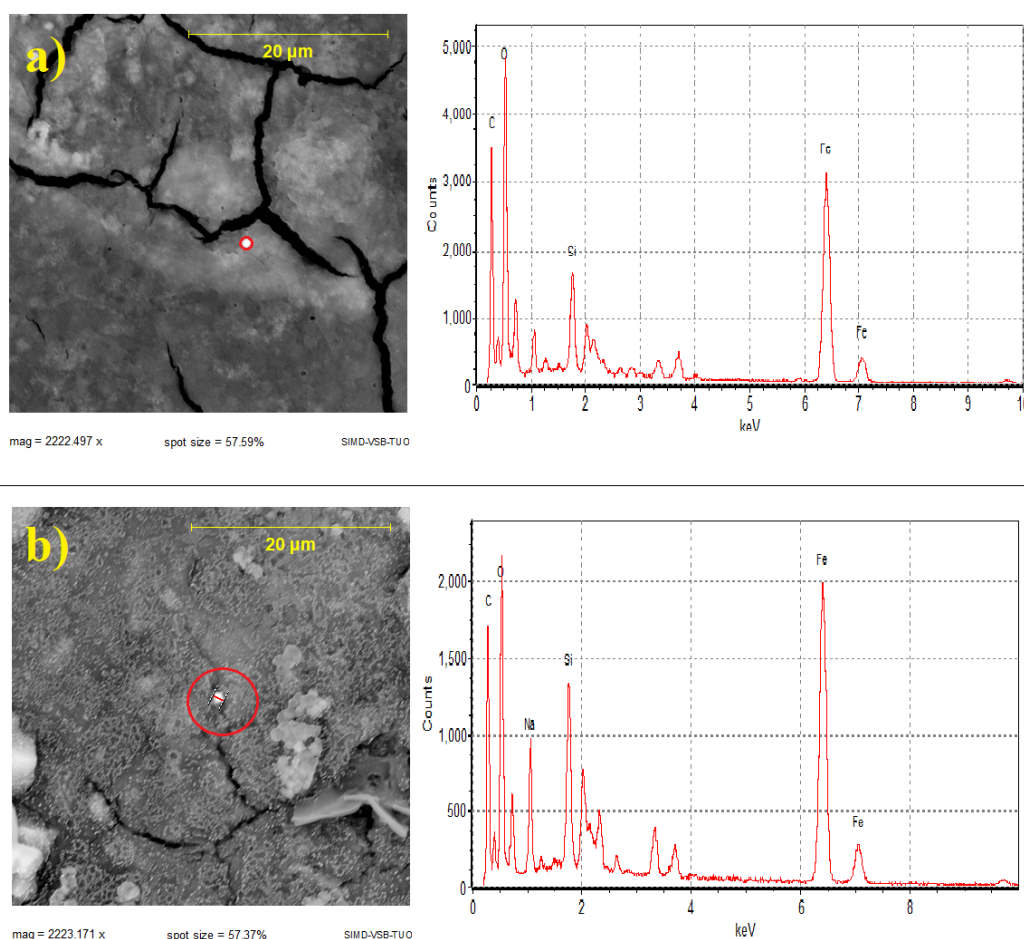 a)
20 µm
mag = 2222.497 x
spot size = 57.59%
SIMD-VSB-TUO
5,000
4,000
3,000
2,000
1,000
0
Counts
C
O
Si
Fe
Fe
0 1 2 3 4 5 6 7 8 9 10
keV
b)
20 µm
mag = 2223.171 x
spot size = 57.37%
SIMD-VSB-TUO
2,000
1,500
1,000
500
0
Counts
C
O
Na
Si
Fe
Fe
0 2 4 6 8
keV